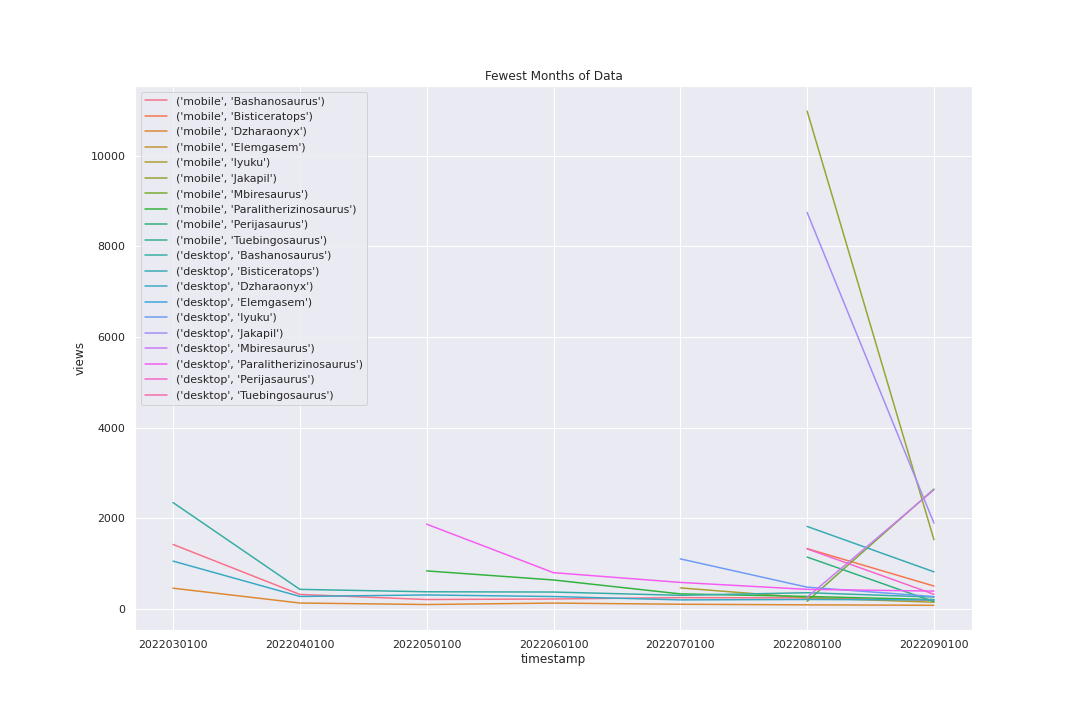 Fewest Months of Data
('mobile', 'Bashanosaurus')
('mobile', 'Bisticeratops')
('mobile', 'Dzharaonyx')
('mobile', 'Elemgasem')
('mobile', 'Iyuku')
('mobile', 'Jakapil')
('mobile', 'Mbiresaurus')
('mobile', 'Paralitherizinosaurus')
('mobile', 'Perijasaurus')
('mobile', 'Tuebingosaurus')
('desktop', 'Bashanosaurus')
('desktop', 'Bisticeratops')
('desktop', 'Dzharaonyx')
('desktop', 'Elemgasem')
('desktop', 'Iyuku')
('desktop', 'Jakapil')
('desktop', 'Mbiresaurus')
('desktop', 'Paralitherizinosaurus')
('desktop', 'Perijasaurus')
('desktop', 'Tuebingosaurus')
10000
8000
6000
4000
2000
0
views
2022030100 2022040100 2022050100 2022060100 2022070100 2022080100 2022090100
timestamp